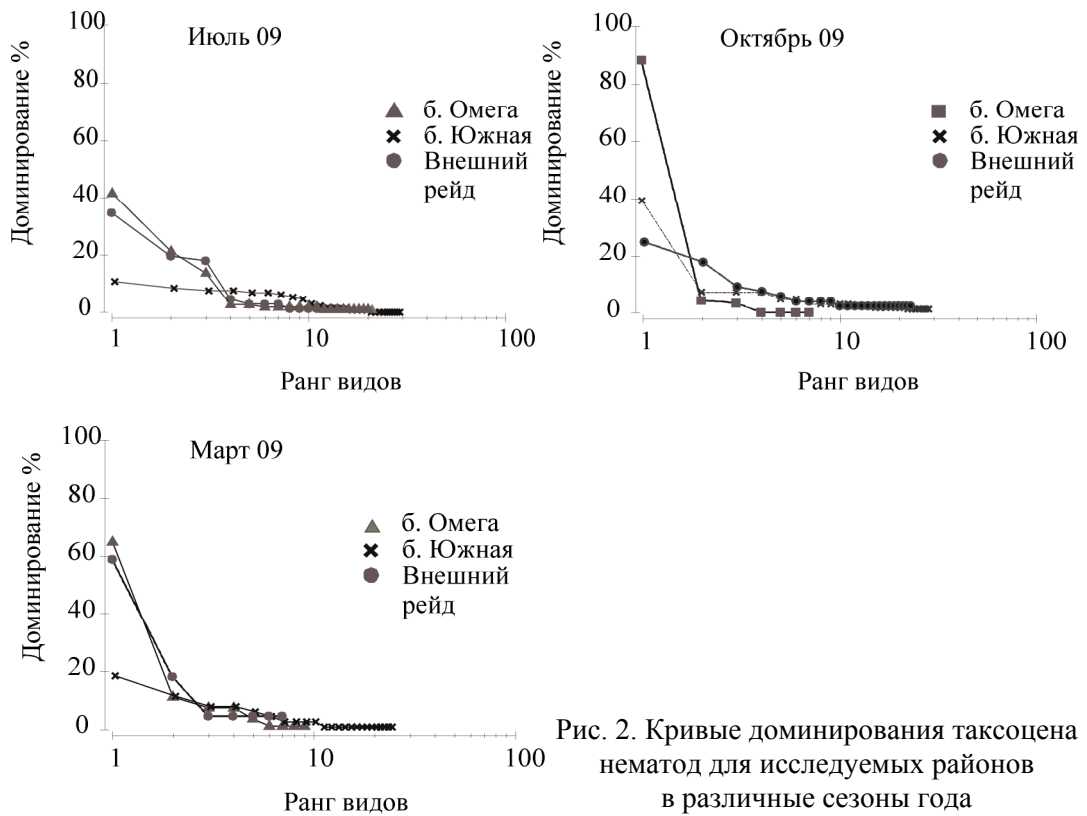 Июль 09
Доминирование %
100
80
60
40
20
0
б. Омега
б. Южная
Внешний
рейд
1
10
100
Ранг видов
Октябрь 09
Доминирование %
100
80
60
40
20
0
б. Омега
б. Южная
Внешний
рейд
1
10
100
Ранг видов
Март 09
Доминирование %
100
80
60
40
20
0
б. Омега
б. Южная
Внешний
рейд
1
10
100
Ранг видов
Рис. 2. Кривые доминирования таксоцена
нематод для исследуемых районов
в различные сезоны года